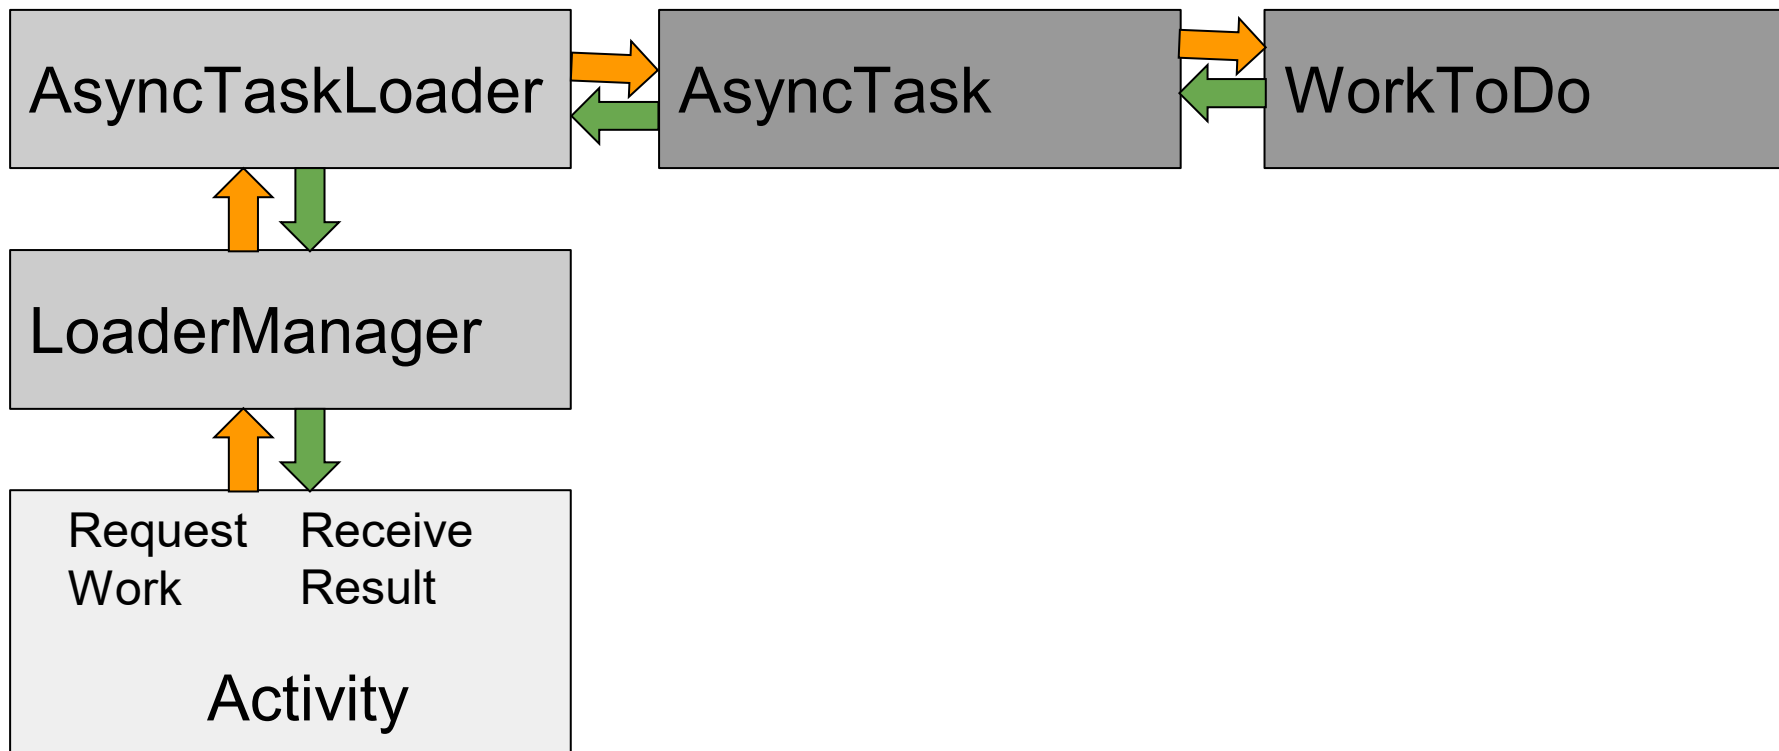 AsyncTaskLoader
AsyncTask
WorkToDo
LoaderManager
Request
Work
Receive
Result
Activity